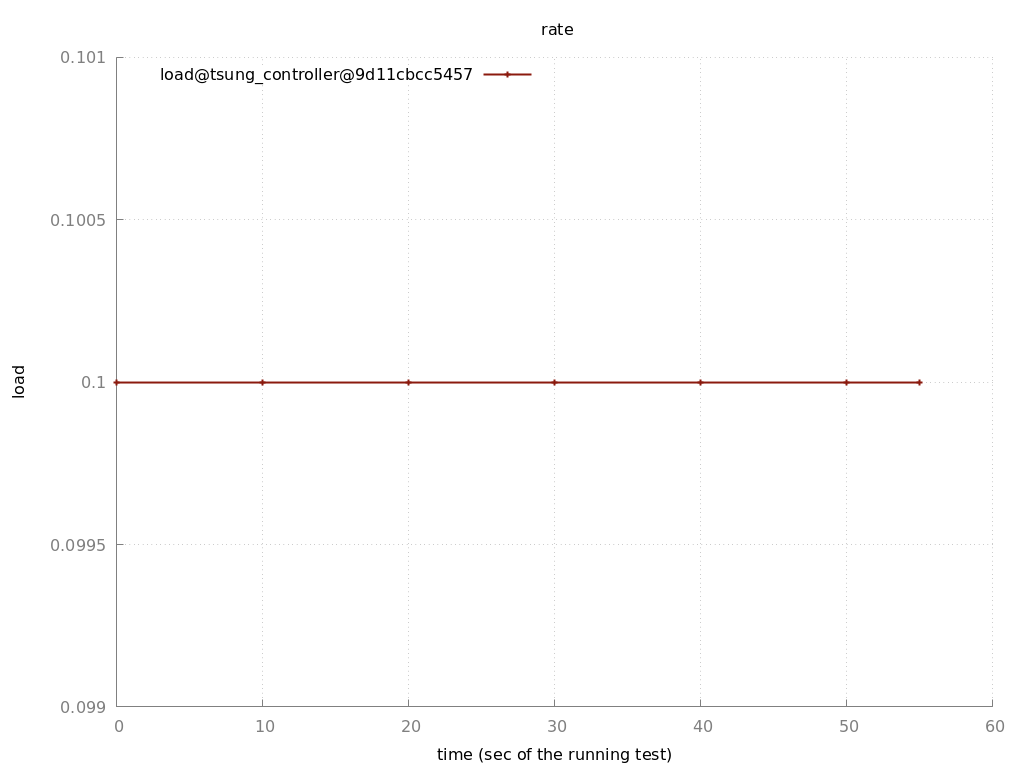 rate
0.101
load@tsung_controller@9d11cbcc5457
0.1005
load
0.1
0.0995
0.099
0 10 20 30 40 50 60
time (sec of the running test)